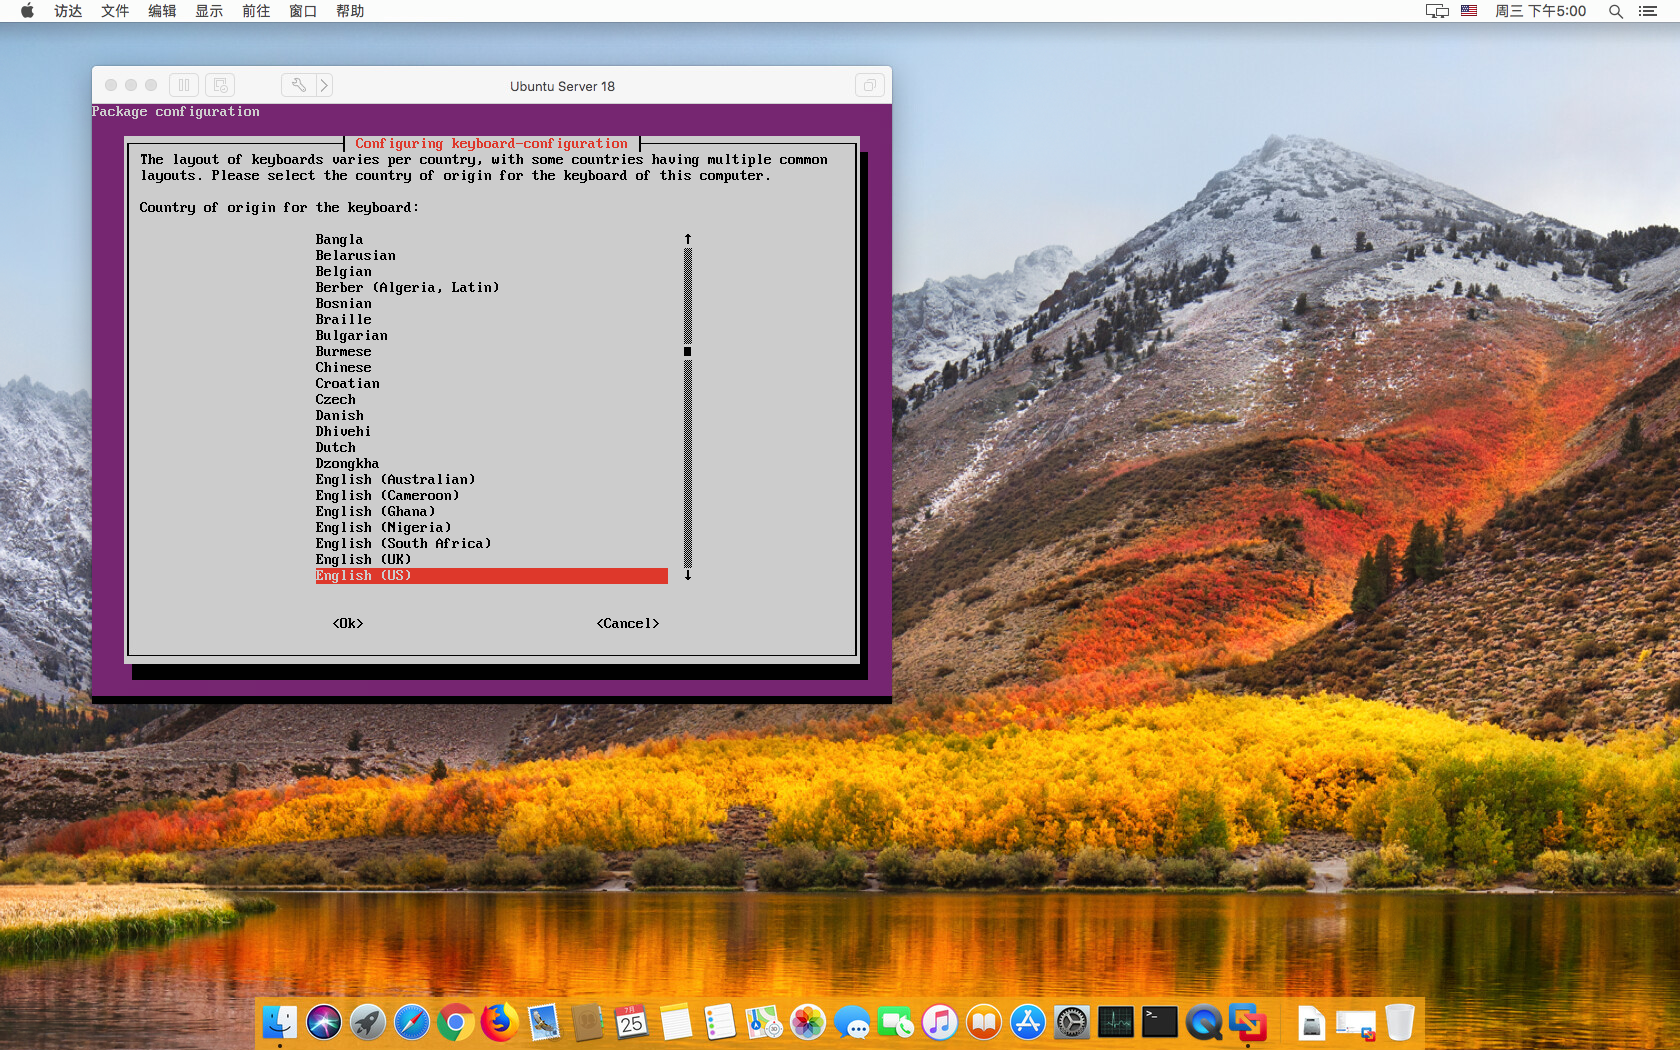 访达 文件 编辑 显示 前往 窗口 帮助 周三 下午5:00
Ubuntu Server 18
Package configuration
Configuring keyboard-configuration
The layout of keyboards varies per country, with some countries having multiple common
layouts. Please select the country of origin for the keyboard of this computer.
Country of origin for the keyboard:
Bangla
Belarusian
Belgian
Berber (Algeria, Latin)
Bosnian
Braille
Bulgarian
Burmese
Chinese
Croatian
Czech
Danish
Dhivehi
Dutch
Dzongkha
English (Australian)
English (Cameroon)
English (Ghana)
English (Nigeria)
English (South Africa)
English (UK)
English (US)
<Ok> <Cancel>
7月
25